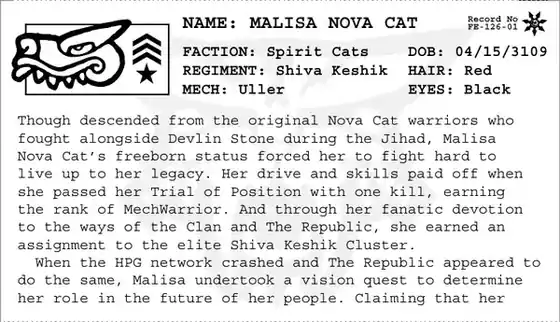 NAME: MALISA NOVA CAT
Record No
FE-126-01
FACTION: Spirit Cats DOB: 04/15/3109
REGIMENT: Shiva Keshik HAIR: Red
MECH: Uller EYES: Black
Though descended from the original Nova Cat warriors who
fought alongside Devlin Stone during the Jihad, Malisa
Nova Cat's freeborn status forced her to fight hard to
live up to her legacy. Her drive and skills paid off when
she passed her Trial of Position with one kill, earning
the rank of MechWarrior. And through her fanatic devotion
to the ways of the Clan and The Republic, she earned an
assignment to the elite Shiva Keshik Cluster.
When the HPG network crashed and The Republic appeared to
do the same, Malisa undertook a vision quest to determine
her role in the future of her people. Claiming that her